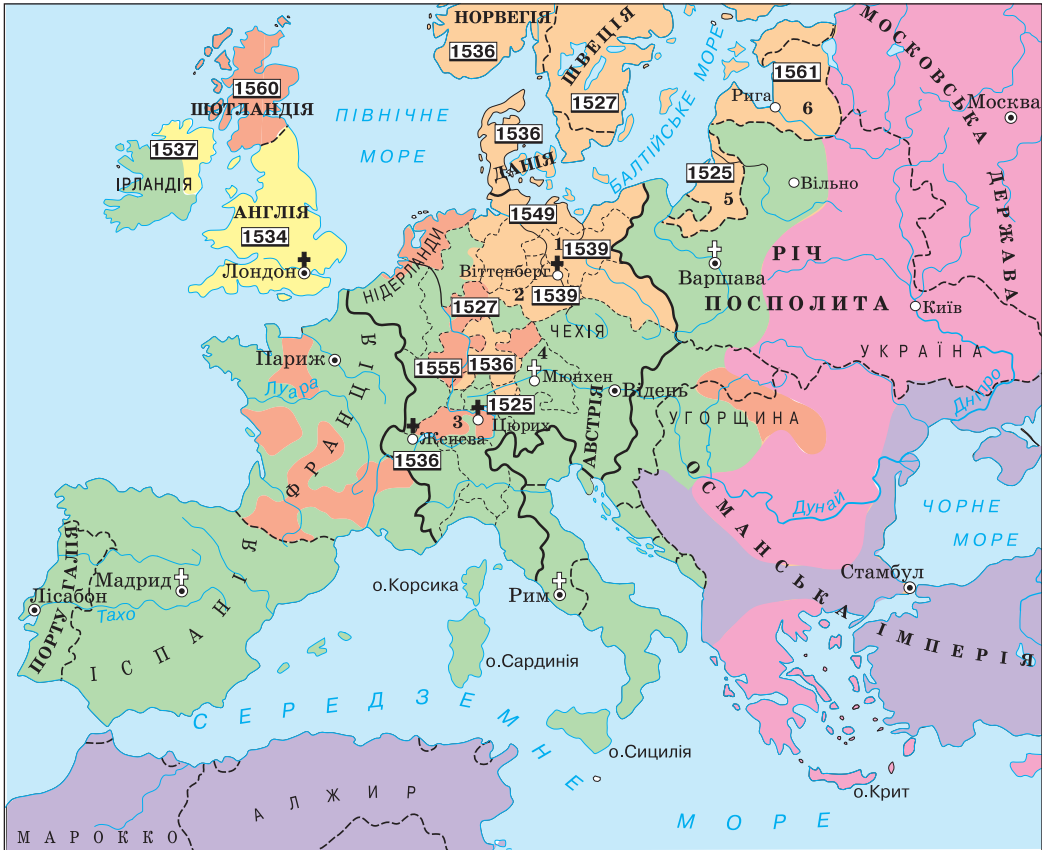 НОРВЕГІЯ
1536
ШВЕЦІЯ
1527
МОСКОВСЬКА
ДЕРЖАВА
Москва
1561
Рига
6
1560
ШОТЛАНДІЯ
ПІВНІЧНЕ
МОРЕ
1536
ДАНІЯ
БАЛТІЙСЬКЕ МОРЕ
1525
5
Вільно
1537
ІРЛАНДІЯ
АНГЛІЯ
1534
Лондон
1549
НІДЕРЛАНДИ
1
1539
Віттенберг
2
1539
Варшава
РІЧ
ПОСПОЛИТА
Київ
УКРАЇНА
1527
ЧЕХІЯ
Париж
Луара
ФРАНЦІЯ
1555
1536
4
Мюнхен
Відень
1525
3
Цюрих
Женева
1536
АВСТРІЯ
УГОРЩИНА
Дніпро
Дунай
ЧОРНЕ
МОРЕ
ОСМАНСЬКА ІМПЕРІЯ
Стамбул
ПОРТУГАЛІЯ
Лісабон
Мадрид
Тахо
ІСПАНІЯ
о.Корсика
Рим
о.Сардинія
СЕРЕДЗЕМНЕ
МОРЕ
о.Сицилія
о.Крит
АЛЖИР
МАРОККО